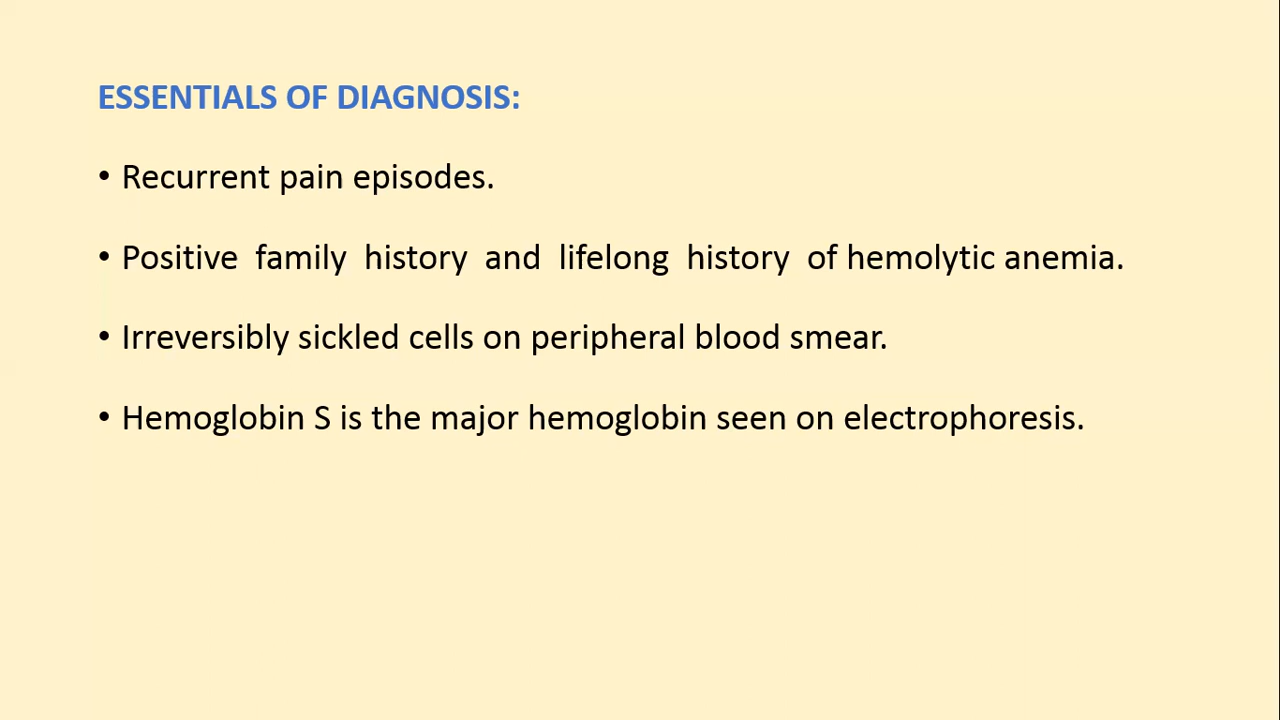 ESSENTIALS OF DIAGNOSIS:
• Recurrent pain episodes.
• Positive family history and lifelong history of hemolytic anemia.
• Irreversibly sickled cells on peripheral blood smear.
• Hemoglobin S is the major hemoglobin seen on electrophoresis.